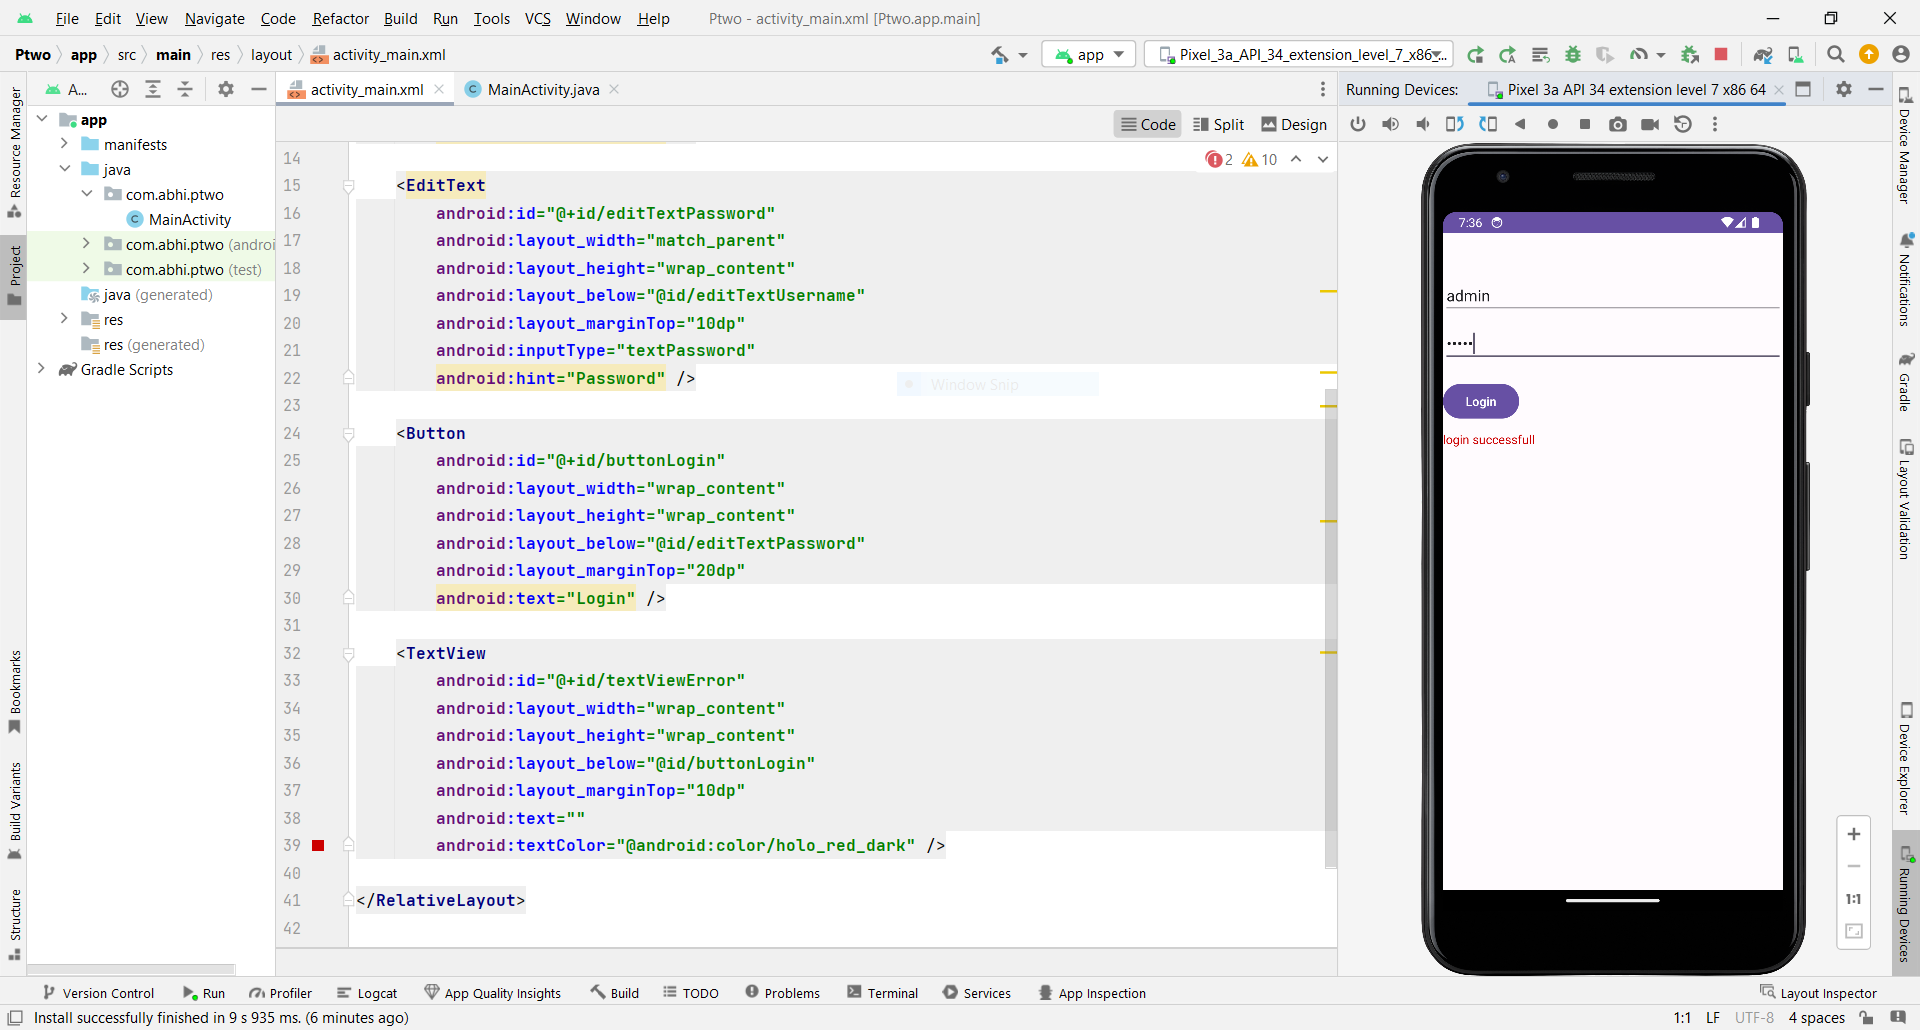 File Edit View Navigate Code Refactor Build Run Tools VCS Window Help Ptwo - activity_main.xml [Ptwo.app.main]
Ptwo app src main res layout activity_main.xml app Pixel_3a_API_34_extension_level_7_x86_
A... activity_main.xml MainActivity.java Running Devices: Pixel 3a API 34 extension level 7 x86 64
Code Split Design
app
manifests
java
com.abhi.ptwo
MainActivity
com.abhi.ptwo (androi
com.abhi.ptwo (test)
java (generated)
res
res (generated)
Gradle Scripts
Resource Manager
Project
Bookmarks
Build Variants
Structure
2 10
14
15 <EditText
16 android:id="@+id/editTextPassword"
17 android:layout_width="match_parent"
18 android:layout_height="wrap_content"
19 android:layout_below="@id/editTextUsername"
20 android:layout_marginTop="10dp"
21 android:inputType="textPassword"
22 android:hint="Password" />
Window Snip
23
24 <Button
25 android:id="@+id/buttonLogin"
26 android:layout_width="wrap_content"
27 android:layout_height="wrap_content"
28 android:layout_below="@id/editTextPassword"
29 android:layout_marginTop="20dp"
30 android:text="Login" />
31
32 <TextView
33 android:id="@+id/textViewError"
34 android:layout_width="wrap_content"
35 android:layout_height="wrap_content"
36 android:layout_below="@id/buttonLogin"
37 android:layout_marginTop="10dp"
38 android:text=""
39 android:textColor="@android:color/holo_red_dark" />
40
41 </RelativeLayout>
42
7:36
admin
•••••
Login
login successfull
1:1
Device Manager
Notifications
Gradle
Layout Validation
Device Explorer
Running Devices
Version Control Run Profiler Logcat App Quality Insights Build TODO Problems Terminal Services App Inspection Layout Inspector
Install successfully finished in 9 s 935 ms. (6 minutes ago) 1:1 LF UTF-8 4 spaces